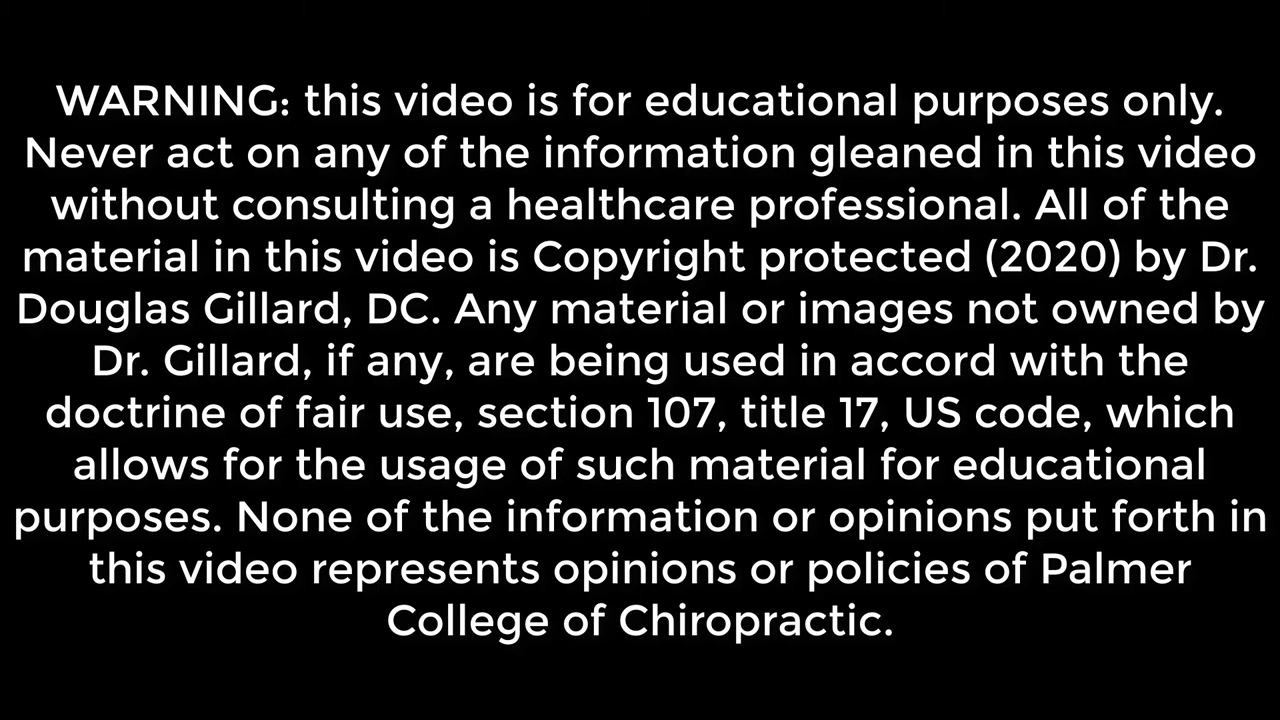 WARNING: this video is for educational purposes only.
Never act on any of the information gleaned in this video
without consulting a healthcare professional. All of the
material in this video is Copyright protected (2020) by Dr.
Douglas Gillard, DC. Any material or images not owned by
Dr. Gillard, if any, are being used in accord with the
doctrine of fair use, section 107, title 17, US code, which
allows for the usage of such material for educational
purposes. None of the information or opinions put forth in
this video represents opinions or policies of Palmer
College of Chiropractic.